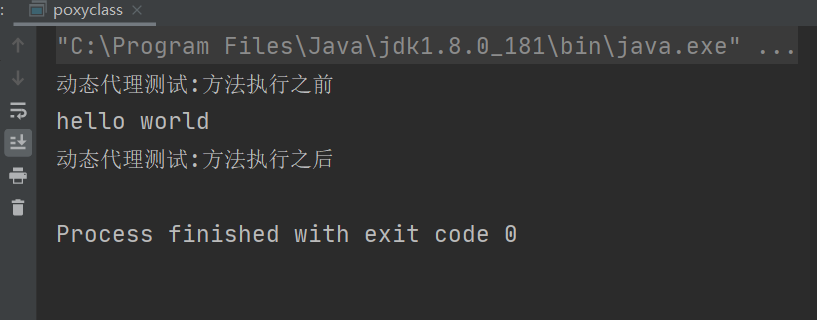 : poxyclass
"C:\Program Files\Java\jdk1.8.0_181\bin\java.exe" ...
动态代理测试:方法执行之前
hello world
动态代理测试:方法执行之后
Process finished with exit code 0